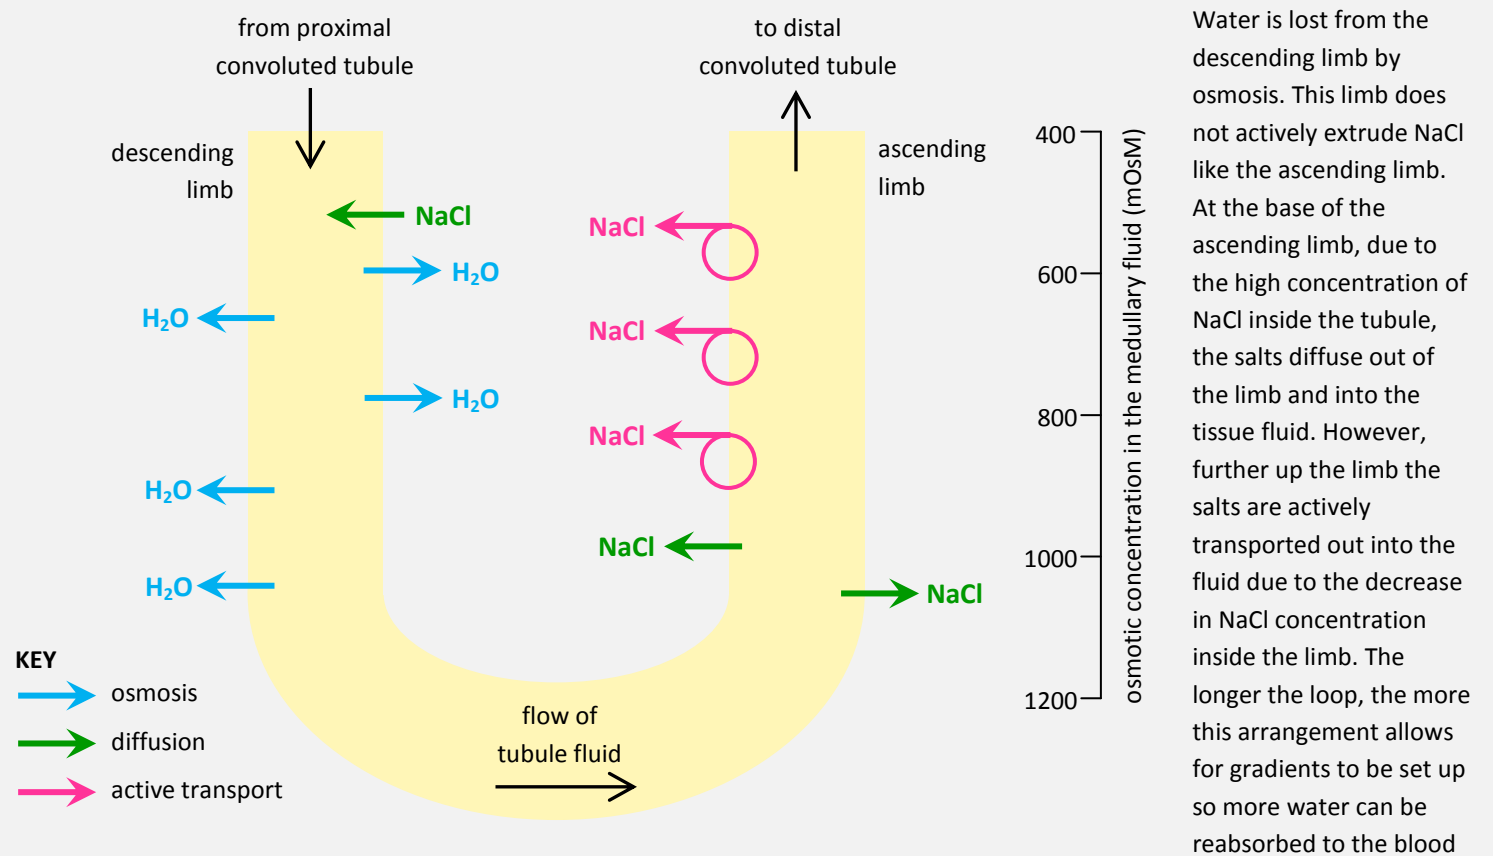 from proximal
convoluted tubule
to distal
convoluted tubule
descending
limb
ascending
limb
NaCl
H₂O
H₂O
H₂O
H₂O
H₂O
NaCl
NaCl
NaCl
NaCl
NaCl
flow of
tubule fluid
400
600
800
1000
1200
osmotic concentration in the medullary fluid (mOsM)
KEY
osmosis
diffusion
active transport
Water is lost from the
descending limb by
osmosis. This limb does
not actively extrude NaCl
like the ascending limb.
At the base of the
ascending limb, due to
the high concentration of
NaCl inside the tubule,
the salts diffuse out of
the limb and into the
tissue fluid. However,
further up the limb the
salts are actively
transported out into the
fluid due to the decrease
in NaCl concentration
inside the limb. The
longer the loop, the more
this arrangement allows
for gradients to be set up
so more water can be
reabsorbed to the blood